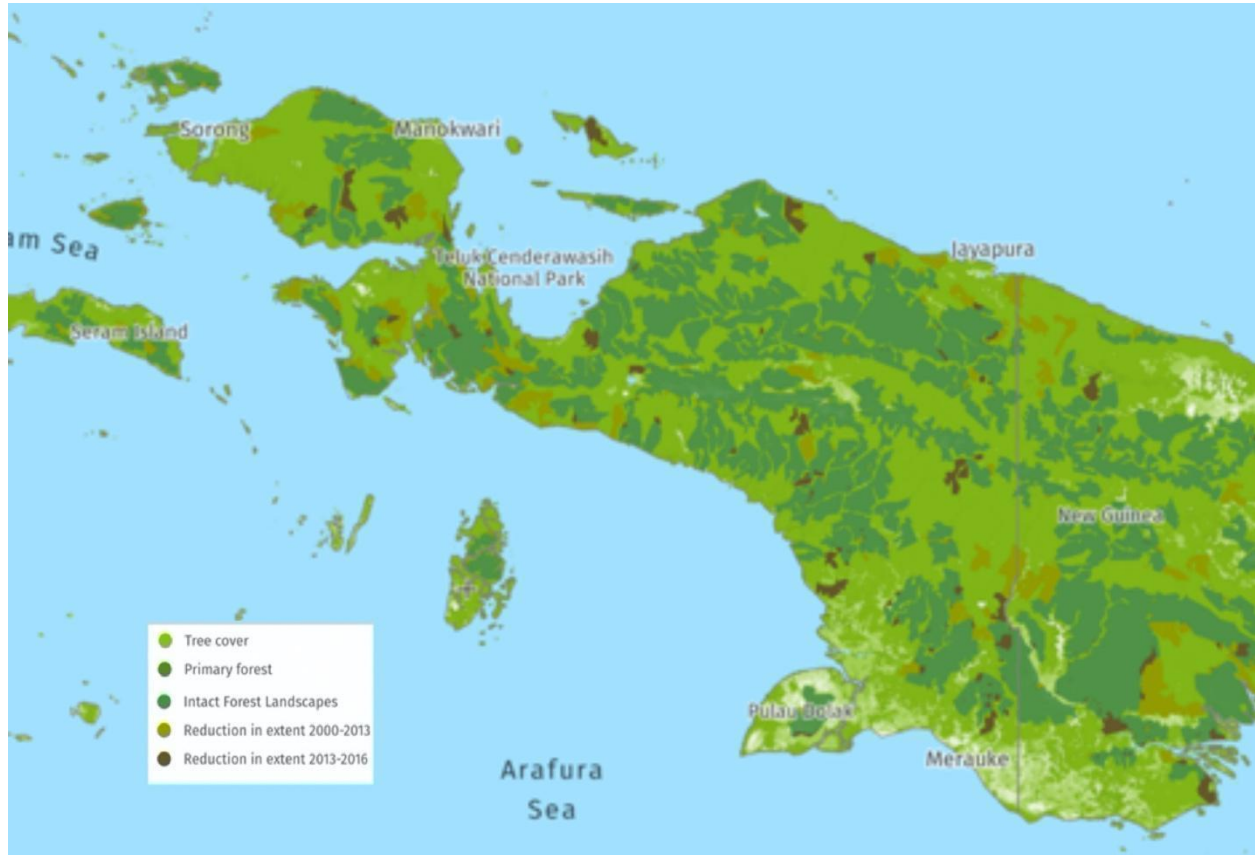 Sorong
Manokwari
am Sea
Jayapura
Teluk Cenderawasih
National Park
Seram Island
New Guinea
Tree cover
Primary forest
Intact Forest Landscapes
Reduction in extent 2000-2013
Reduction in extent 2013-2016
Pulau Dolak
Merauke
Arafura
Sea